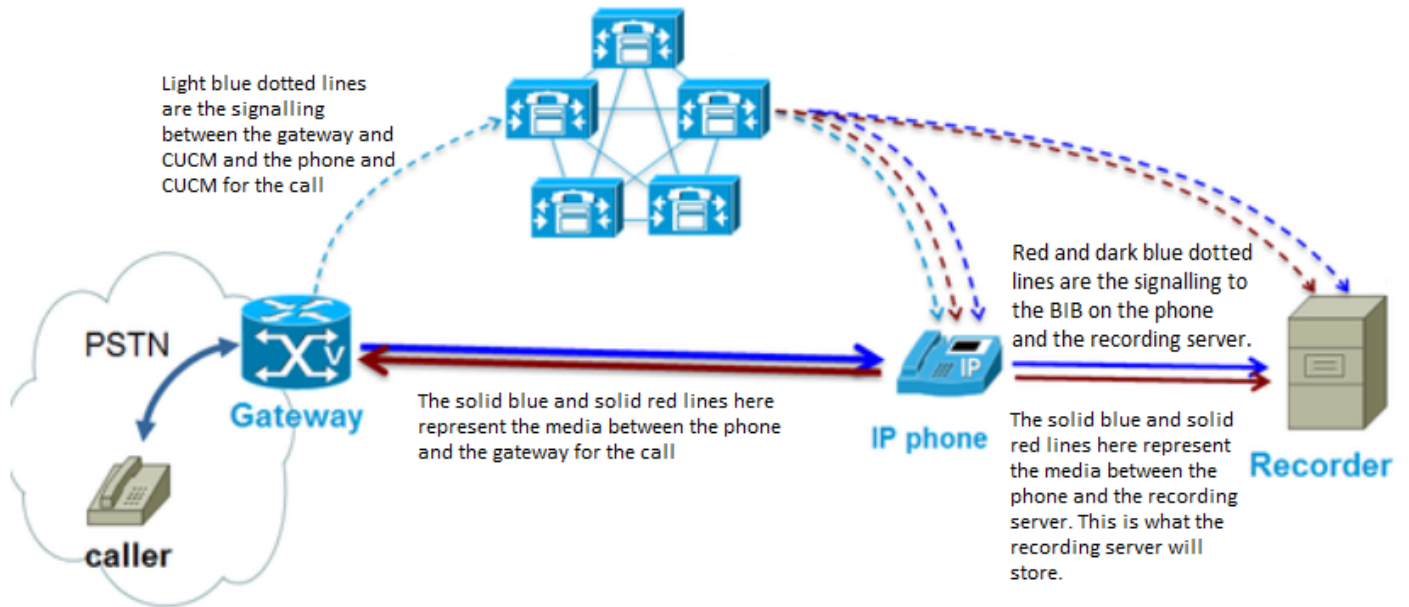 Light blue dotted lines
are the signalling
between the gateway and
CUCM and the phone and
CUCM for the call
PSTN
Gateway
caller
The solid blue and solid red lines here
represent the media between the phone
and the gateway for the call
V
IP
IP phone
Red and dark blue dotted
lines are the signalling to
the BIB on the phone
and the recording server.
The solid blue and solid
red lines here represent
the media between the
phone and the recording
server. This is what the
recording server will
store.
Recorder